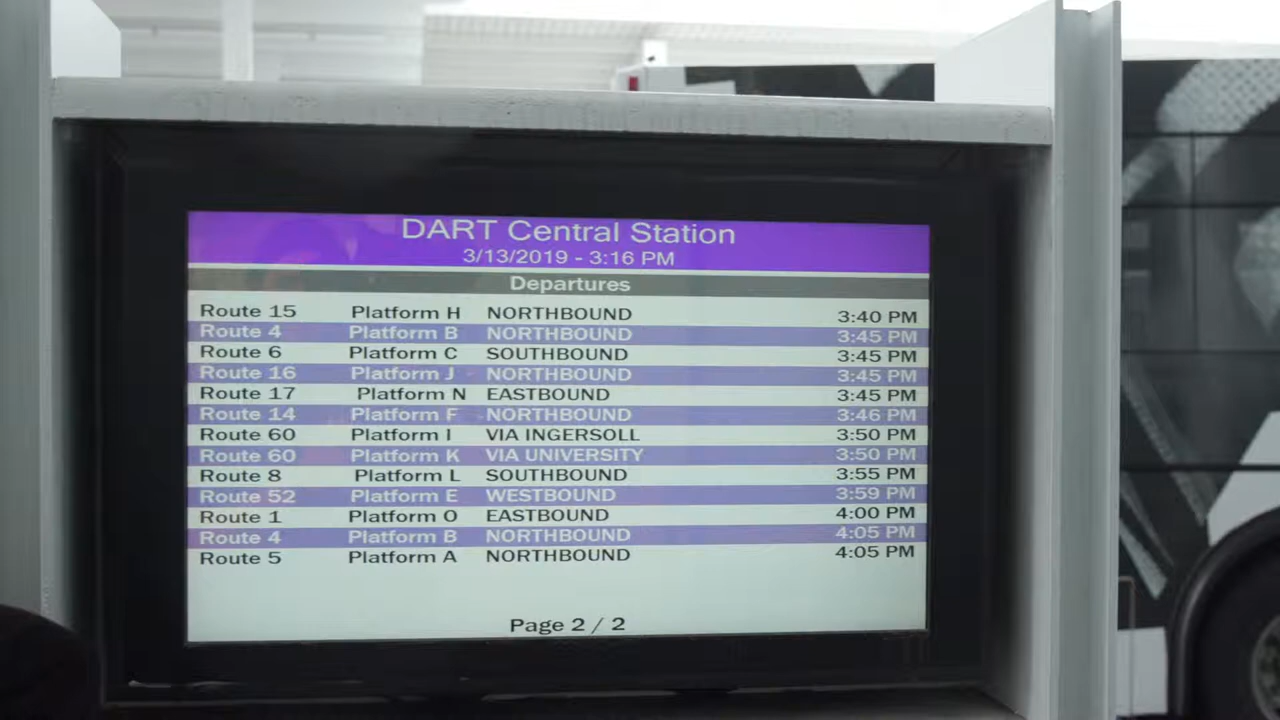 DART Central Station
3/13/2019 - 3:16 PM
Departures
Route 15 Platform H NORTHBOUND 3:40 PM
Route 4 Platform B NORTHBOUND 3:45 PM
Route 6 Platform C SOUTHBOUND 3:45 PM
Route 16 Platform J NORTHBOUND 3:45 PM
Route 17 Platform N EASTBOUND 3:45 PM
Route 14 Platform F NORTHBOUND 3:46 PM
Route 60 Platform I VIA INGERSOLL 3:50 PM
Route 60 Platform K VIA UNIVERSITY 3:50 PM
Route 8 Platform L SOUTHBOUND 3:55 PM
Route 52 Platform E WESTBOUND 3:59 PM
Route 1 Platform O EASTBOUND 4:00 PM
Route 4 Platform B NORTHBOUND 4:05 PM
Route 5 Platform A NORTHBOUND 4:05 PM
Page 2 / 2